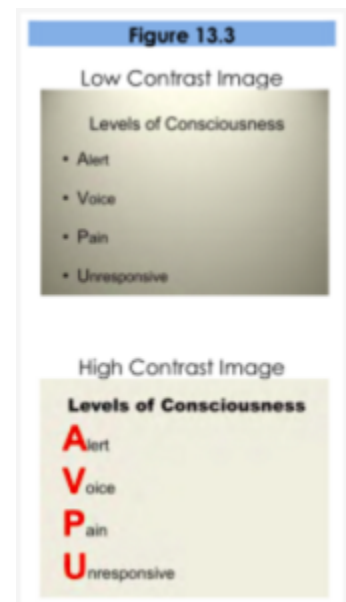 Figure 13.3
Low Contrast Image
Levels of Consciousness
• Alert
• Voice
• Pain
• Unresponsive
High Contrast Image
Levels of Consciousness
Alert
Voice
Pain
Unresponsive